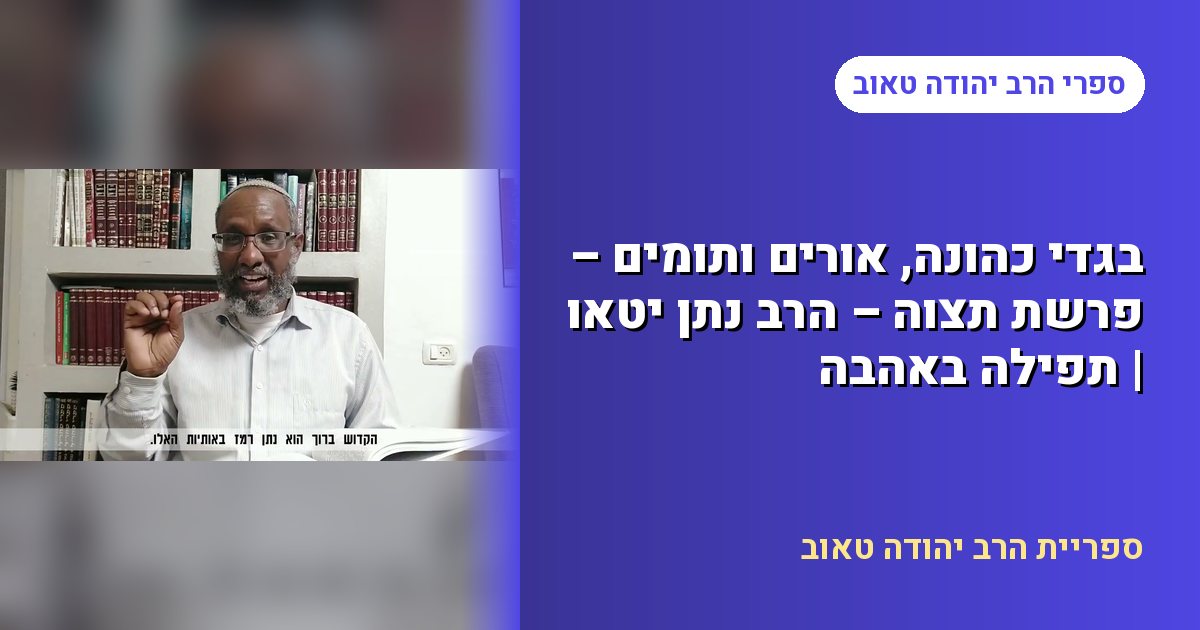 ספרי הרב יהודה טאוב
בגדי כהונה, אורים ותומים –
פרשת תצוה – הרב נתן יטאו
| תפילה באהבה
הקדוש ברוך הוא נתן רמז באותיות האלו.
ספריית הרב יהודה טאוב